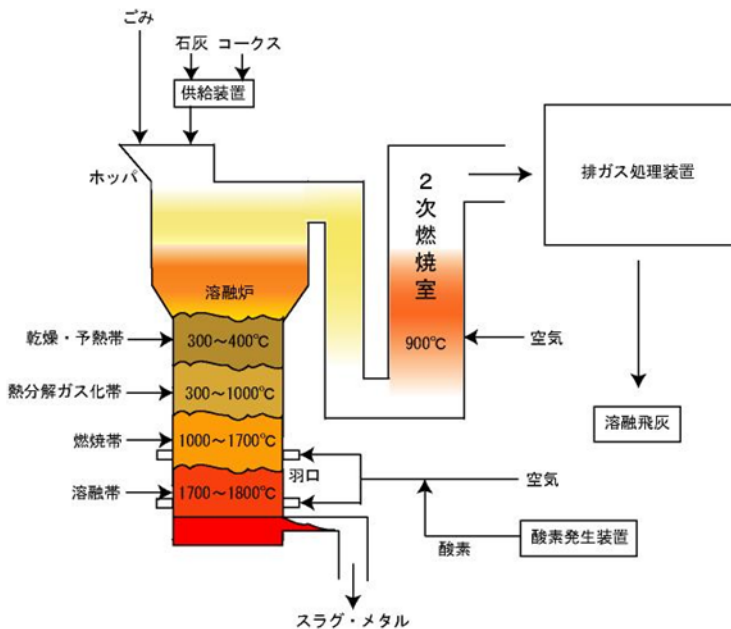 ごみ
石灰 コークス
供給装置
ホッパ
2次燃焼室
排ガス処理装置
溶融炉
乾燥・予熱帯
300～400℃
900℃
空気
熱分解ガス化帯
300～1000℃
溶融飛灰
燃焼帯
1000～1700℃
羽口
空気
溶融帯
1700～1800℃
酸素
酸素発生装置
スラグ・メタル